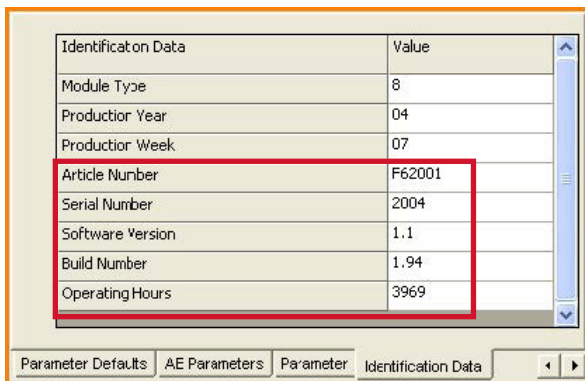 Identificaton Data Value
Module Type 8
Production Year 04
Production Week 07
Article Number F62001
Serial Number 2004
Software Version 1.1
Build Number 1.94
Operating Hours 3969
Parameter Defaults AE Parameters Parameter Identification Data